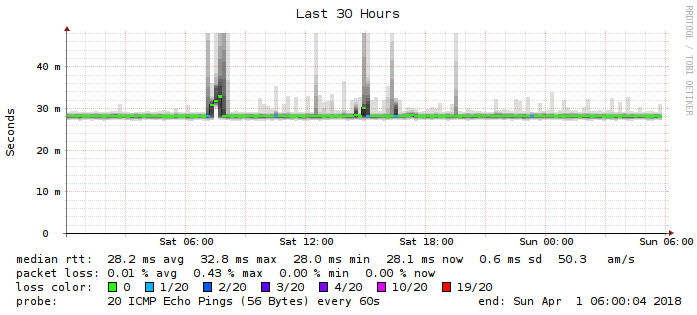 Last 30 Hours
RRDTOOL / TOBI OETIKER
Seconds
40 m
30 m
20 m
10 m
0
Sat 06:00 Sat 12:00 Sat 18:00 Sun 00:00 Sun 06:00
median rtt: 28.2 ms avg 32.8 ms max 28.0 ms min 28.1 ms now 0.6 ms sd 50.3 am/s
packet loss: 0.01 % avg 0.43 % max 0.00 % min 0.00 % now
loss color: 0 1/20 2/20 3/20 4/20 10/20 19/20
probe: 20 ICMP Echo Pings (56 Bytes) every 60s end: Sun Apr 1 06:00:04 2018